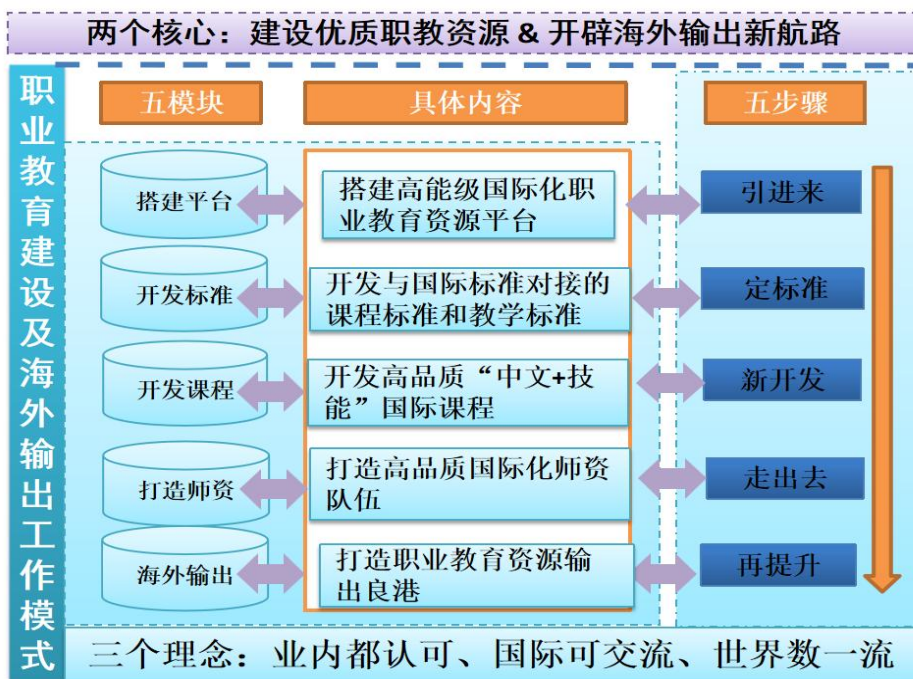 两个核心：建设优质职教资源 & 开辟海外输出新航路
职业教育建设及海外输出工作模式
五模块
具体内容
五步骤
搭建平台
搭建高能级国际化职
业教育资源平台
引进来
开发标准
开发与国际标准对接的
课程标准和教学标准
定标准
开发课程
开发高品质“中文+技
能”国际课程
新开发
打造师资
打造高品质国际化师资
队伍
走出去
海外输出
打造职业教育资源输
出良港
再提升
三个理念：业内都认可、国际可交流、世界数一流